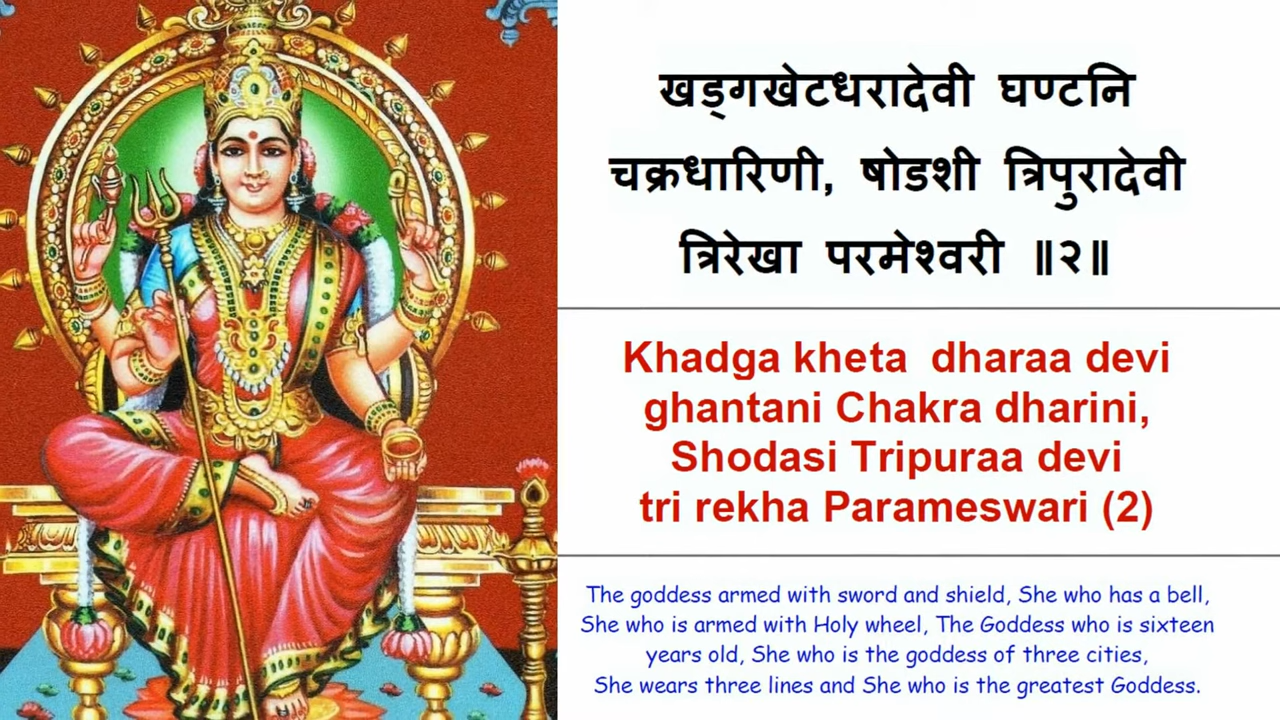 खड्गखेटधरादेवी घण्टनि
चक्रधारिणी, षोडशी त्रिपुरादेवी
त्रिरेखा परमेश्वरी ॥२॥
Khadga kheta dharaa devi
ghantani Chakra dharini,
Shodasi Tripuraa devi
tri rekha Parameswari (2)
The goddess armed with sword and shield, She who has a bell,
She who is armed with Holy wheel, The Goddess who is sixteen
years old, She who is the goddess of three cities,
She wears three lines and She who is the greatest Goddess.